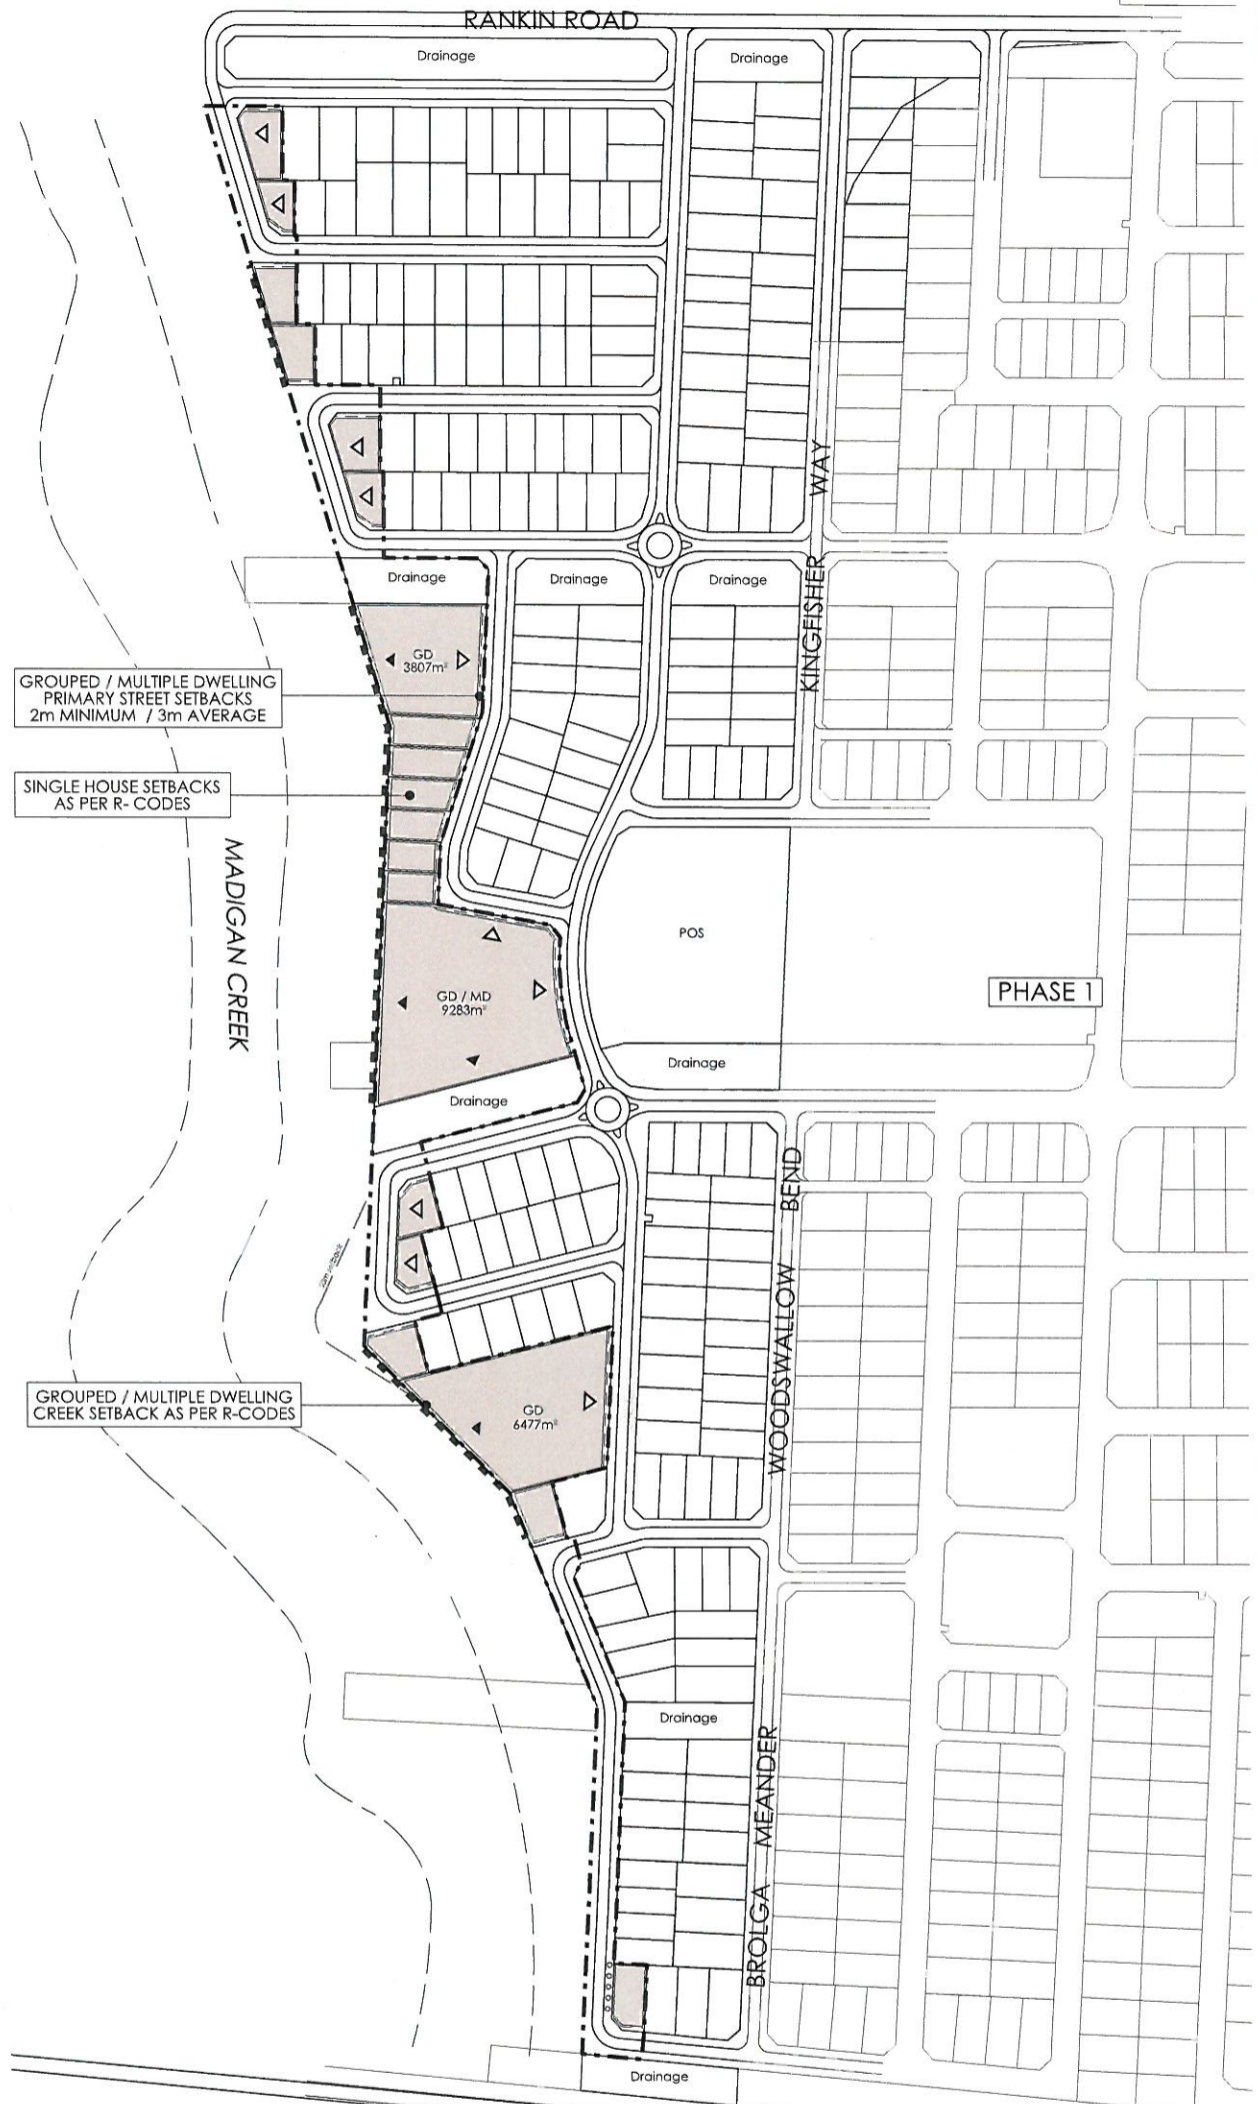 RANKIN ROAD
Drainage
Drainage
KINGFISHER WAY
Drainage
Drainage
Drainage
GD
3807m²
GROUPED / MULTIPLE DWELLING
PRIMARY STREET SETBACKS
2m MINIMUM / 3m AVERAGE
SINGLE HOUSE SETBACKS
AS PER R- CODES
MADIGAN CREEK
POS
GD / MD
9283m²
PHASE 1
Drainage
Drainage
WOODSWALLOW BEND
GROUPED / MULTIPLE DWELLING
CREEK SETBACK AS PER R-CODES
GD
6477m²
Drainage
BROLGA MEANDER
Drainage